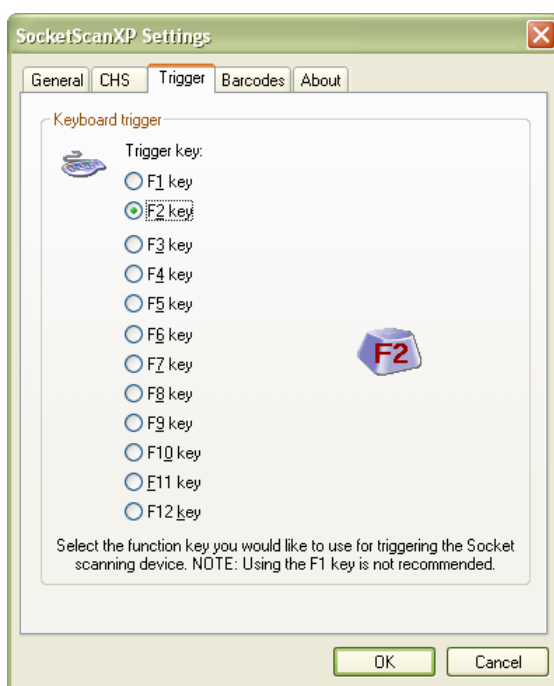 SocketScanXP Settings
General CHS Trigger Barcodes About
Keyboard trigger
Trigger key:
F1 key
F2 key
F3 key
F4 key
F5 key
F6 key
F2
F7 key
F8 key
F9 key
F10 key
F11 key
F12 key
Select the function key you would like to use for triggering the Socket
scanning device. NOTE: Using the F1 key is not recommended.
OK Cancel